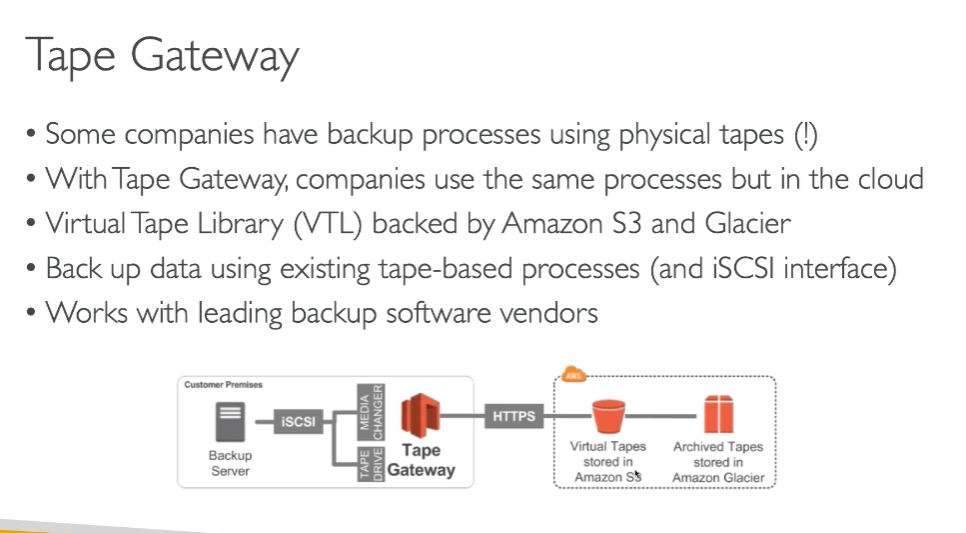 Tape Gateway
• Some companies have backup processes using physical tapes (!)
• With Tape Gateway, companies use the same processes but in the cloud
• Virtual Tape Library (VTL) backed by Amazon S3 and Glacier
• Back up data using existing tape-based processes (and iSCSI interface)
• Works with leading backup software vendors
Customer Premises
Backup
Server
iSCSI
MEDIA
CHANGER
TAPE
DRIVE
Tape
Gateway
HTTPS
AWS
Virtual Tapes
stored in
Amazon S3
Archived Tapes
stored in
Amazon Glacier